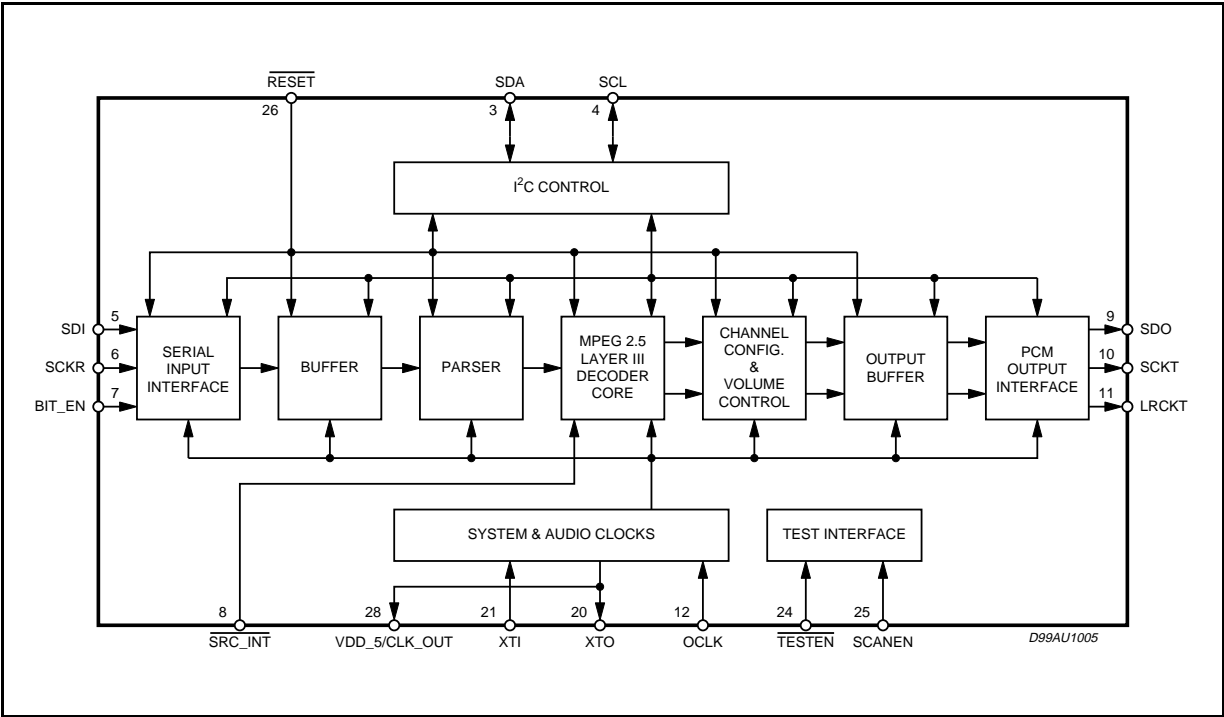 RESET
SDA
SCL
26
3
4
I²C CONTROL
SDI
5
SCKR
6
BIT_EN
7
SERIAL
INPUT
INTERFACE
BUFFER
PARSER
MPEG 2.5
LAYER III
DECODER
CORE
CHANNEL
CONFIG.
&
VOLUME
CONTROL
OUTPUT
BUFFER
PCM
OUTPUT
INTERFACE
9
SDO
10
SCKT
11
LRCKT
SYSTEM & AUDIO CLOCKS
TEST INTERFACE
8
28
21
20
12
24
25
SRC_INT
VDD_5/CLK_OUT
XTI
XTO
OCLK
TESTEN
SCANEN
D99AU1005